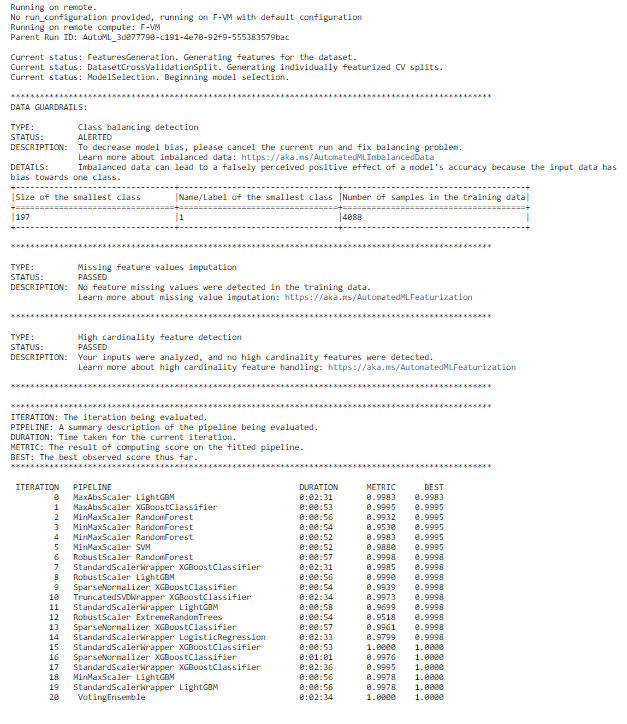 Running on remote.
No run_configuration provided, running on F-VM with default configuration
Running on remote compute: F-VM
Parent Run ID: AutoML_3d077790-c191-4e70-92f9-555383579bac
Current status: FeaturesGeneration. Generating features for the dataset.
Current status: DatasetCrossValidationSplit. Generating individually featurized CV splits.
Current status: ModelSelection. Beginning model selection.
****************************************************************************************************
DATA GUARDRAILS:
TYPE: Class balancing detection
STATUS: ALERTED
DESCRIPTION: To decrease model bias, please cancel the current run and fix balancing problem.
Learn more about imbalanced data: https://aka.ms/AutomatedMLImbalancedData
DETAILS: Imbalanced data can lead to a falsely perceived positive effect of a model's accuracy because the input data has
bias towards one class.
+---------------------------------+---------------------------------+--------------------------------------+
|Size of the smallest class |Name/Label of the smallest class |Number of samples in the training data|
+=================================+=================================+======================================+
|197 |1 |4088 |
+---------------------------------+---------------------------------+--------------------------------------+
****************************************************************************************************
TYPE: Missing feature values imputation
STATUS: PASSED
DESCRIPTION: No feature missing values were detected in the training data.
Learn more about missing value imputation: https://aka.ms/AutomatedMLFeaturization
****************************************************************************************************
TYPE: High cardinality feature detection
STATUS: PASSED
DESCRIPTION: Your inputs were analyzed, and no high cardinality features were detected.
Learn more about high cardinality feature handling: https://aka.ms/AutomatedMLFeaturization
****************************************************************************************************
****************************************************************************************************
ITERATION: The iteration being evaluated.
PIPELINE: A summary description of the pipeline being evaluated.
DURATION: Time taken for the current iteration.
METRIC: The result of computing score on the fitted pipeline.
BEST: The best observed score thus far.
****************************************************************************************************
ITERATION PIPELINE DURATION METRIC BEST
0 MaxAbsScaler LightGBM 0:02:31 0.9983 0.9983
1 MaxAbsScaler XGBoostClassifier 0:00:53 0.9995 0.9995
2 MinMaxScaler RandomForest 0:00:56 0.9932 0.9995
3 MinMaxScaler RandomForest 0:00:54 0.9530 0.9995
4 MinMaxScaler RandomForest 0:00:52 0.9983 0.9995
5 MinMaxScaler SVM 0:00:52 0.9880 0.9995
6 RobustScaler RandomForest 0:00:57 0.9998 0.9998
7 StandardScalerWrapper XGBoostClassifier 0:02:31 0.9985 0.9998
8 RobustScaler LightGBM 0:00:56 0.9990 0.9998
9 SparseNormalizer XGBoostClassifier 0:00:54 0.9939 0.9998
10 TruncatedSVDWrapper XGBoostClassifier 0:02:34 0.9973 0.9998
11 StandardScalerWrapper LightGBM 0:00:58 0.9699 0.9998
12 RobustScaler ExtremeRandomTrees 0:00:54 0.9518 0.9998
13 SparseNormalizer XGBoostClassifier 0:00:57 0.9961 0.9998
14 StandardScalerWrapper LogisticRegression 0:02:33 0.9799 0.9998
15 StandardScalerWrapper XGBoostClassifier 0:00:53 1.0000 1.0000
16 SparseNormalizer XGBoostClassifier 0:01:01 0.9976 1.0000
17 StandardScalerWrapper XGBoostClassifier 0:02:36 0.9995 1.0000
18 MinMaxScaler LightGBM 0:00:56 0.9978 1.0000
19 StandardScalerWrapper LightGBM 0:00:56 0.9978 1.0000
20 VotingEnsemble 0:02:34 1.0000 1.0000